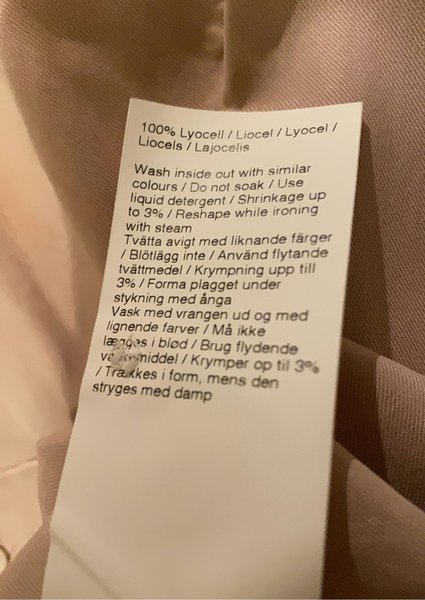 100% Lyocell / Liocel / Lyocel /
Liocels / Lajocelis
Wash inside out with similar
colours / Do not soak / Use
liquid detergent / Shrinkage up
to 3% / Reshape while ironing
with steam
Tvätta avigt med liknande färger
/ Blötlägg inte / Använd flytande
tvättmedel / Krympning upp till
3% / Forma plagget under
stykning med ånga
Vask med vrangen ud og med
lignende farver / Må ikke
lægges i blød / Brug flydende
vaskemiddel / Krymper op til 3%
/ Trækkes i form, mens den
stryges med damp